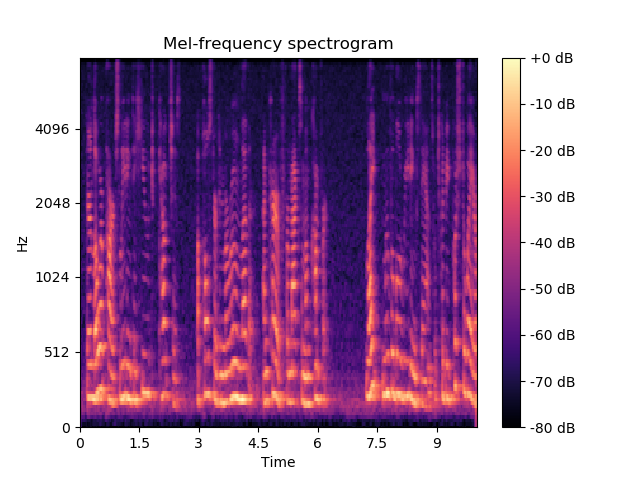 Mel-frequency spectrogram
+0 dB
-10 dB
-20 dB
-30 dB
-40 dB
-50 dB
-60 dB
-70 dB
-80 dB
4096
2048
1024
512
0
Hz
0 1.5 3 4.5 6 7.5 9
Time